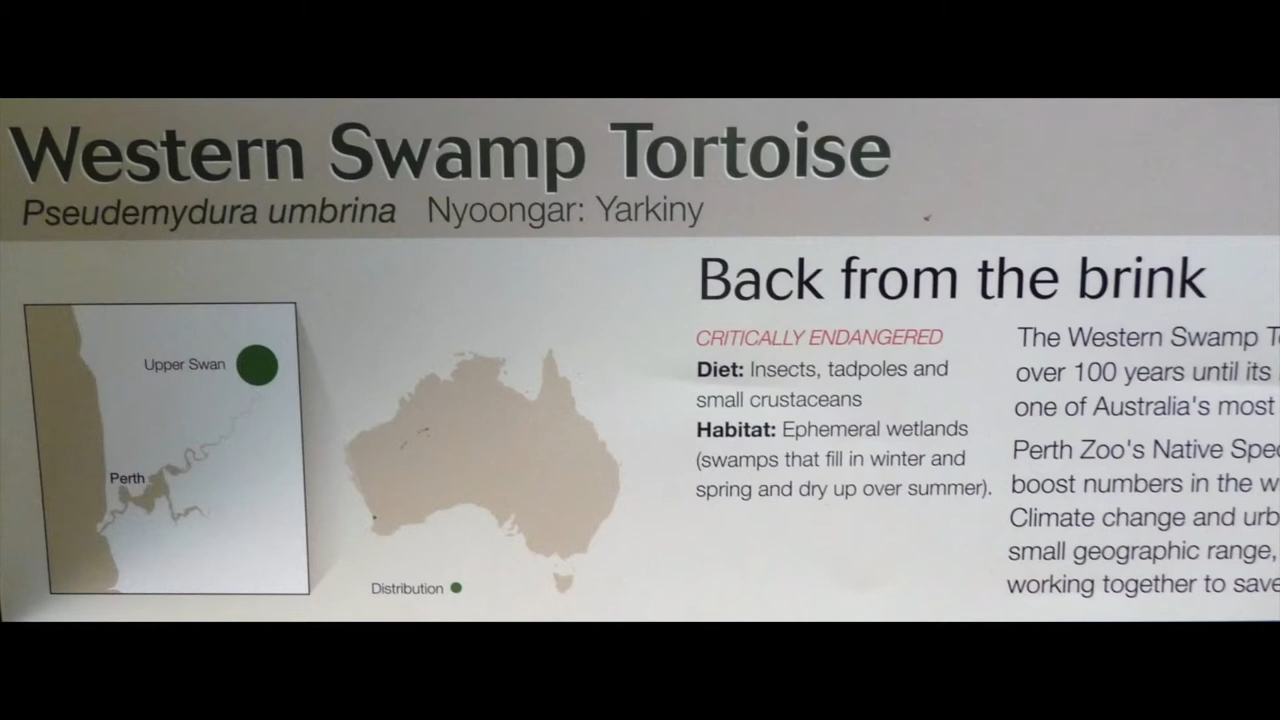 Western Swamp Tortoise
Pseudemydura umbrina Nyoongar: Yarkiny
Upper Swan
Perth
Distribution
Back from the brink
CRITICALLY ENDANGERED
Diet: Insects, tadpoles and
small crustaceans
Habitat: Ephemeral wetlands
(swamps that fill in winter and
spring and dry up over summer).
The Western Swamp
over 100 years until its
one of Australia's most
Perth Zoo's Native
boost numbers in the
Climate change and
small geographic range,
working together to save